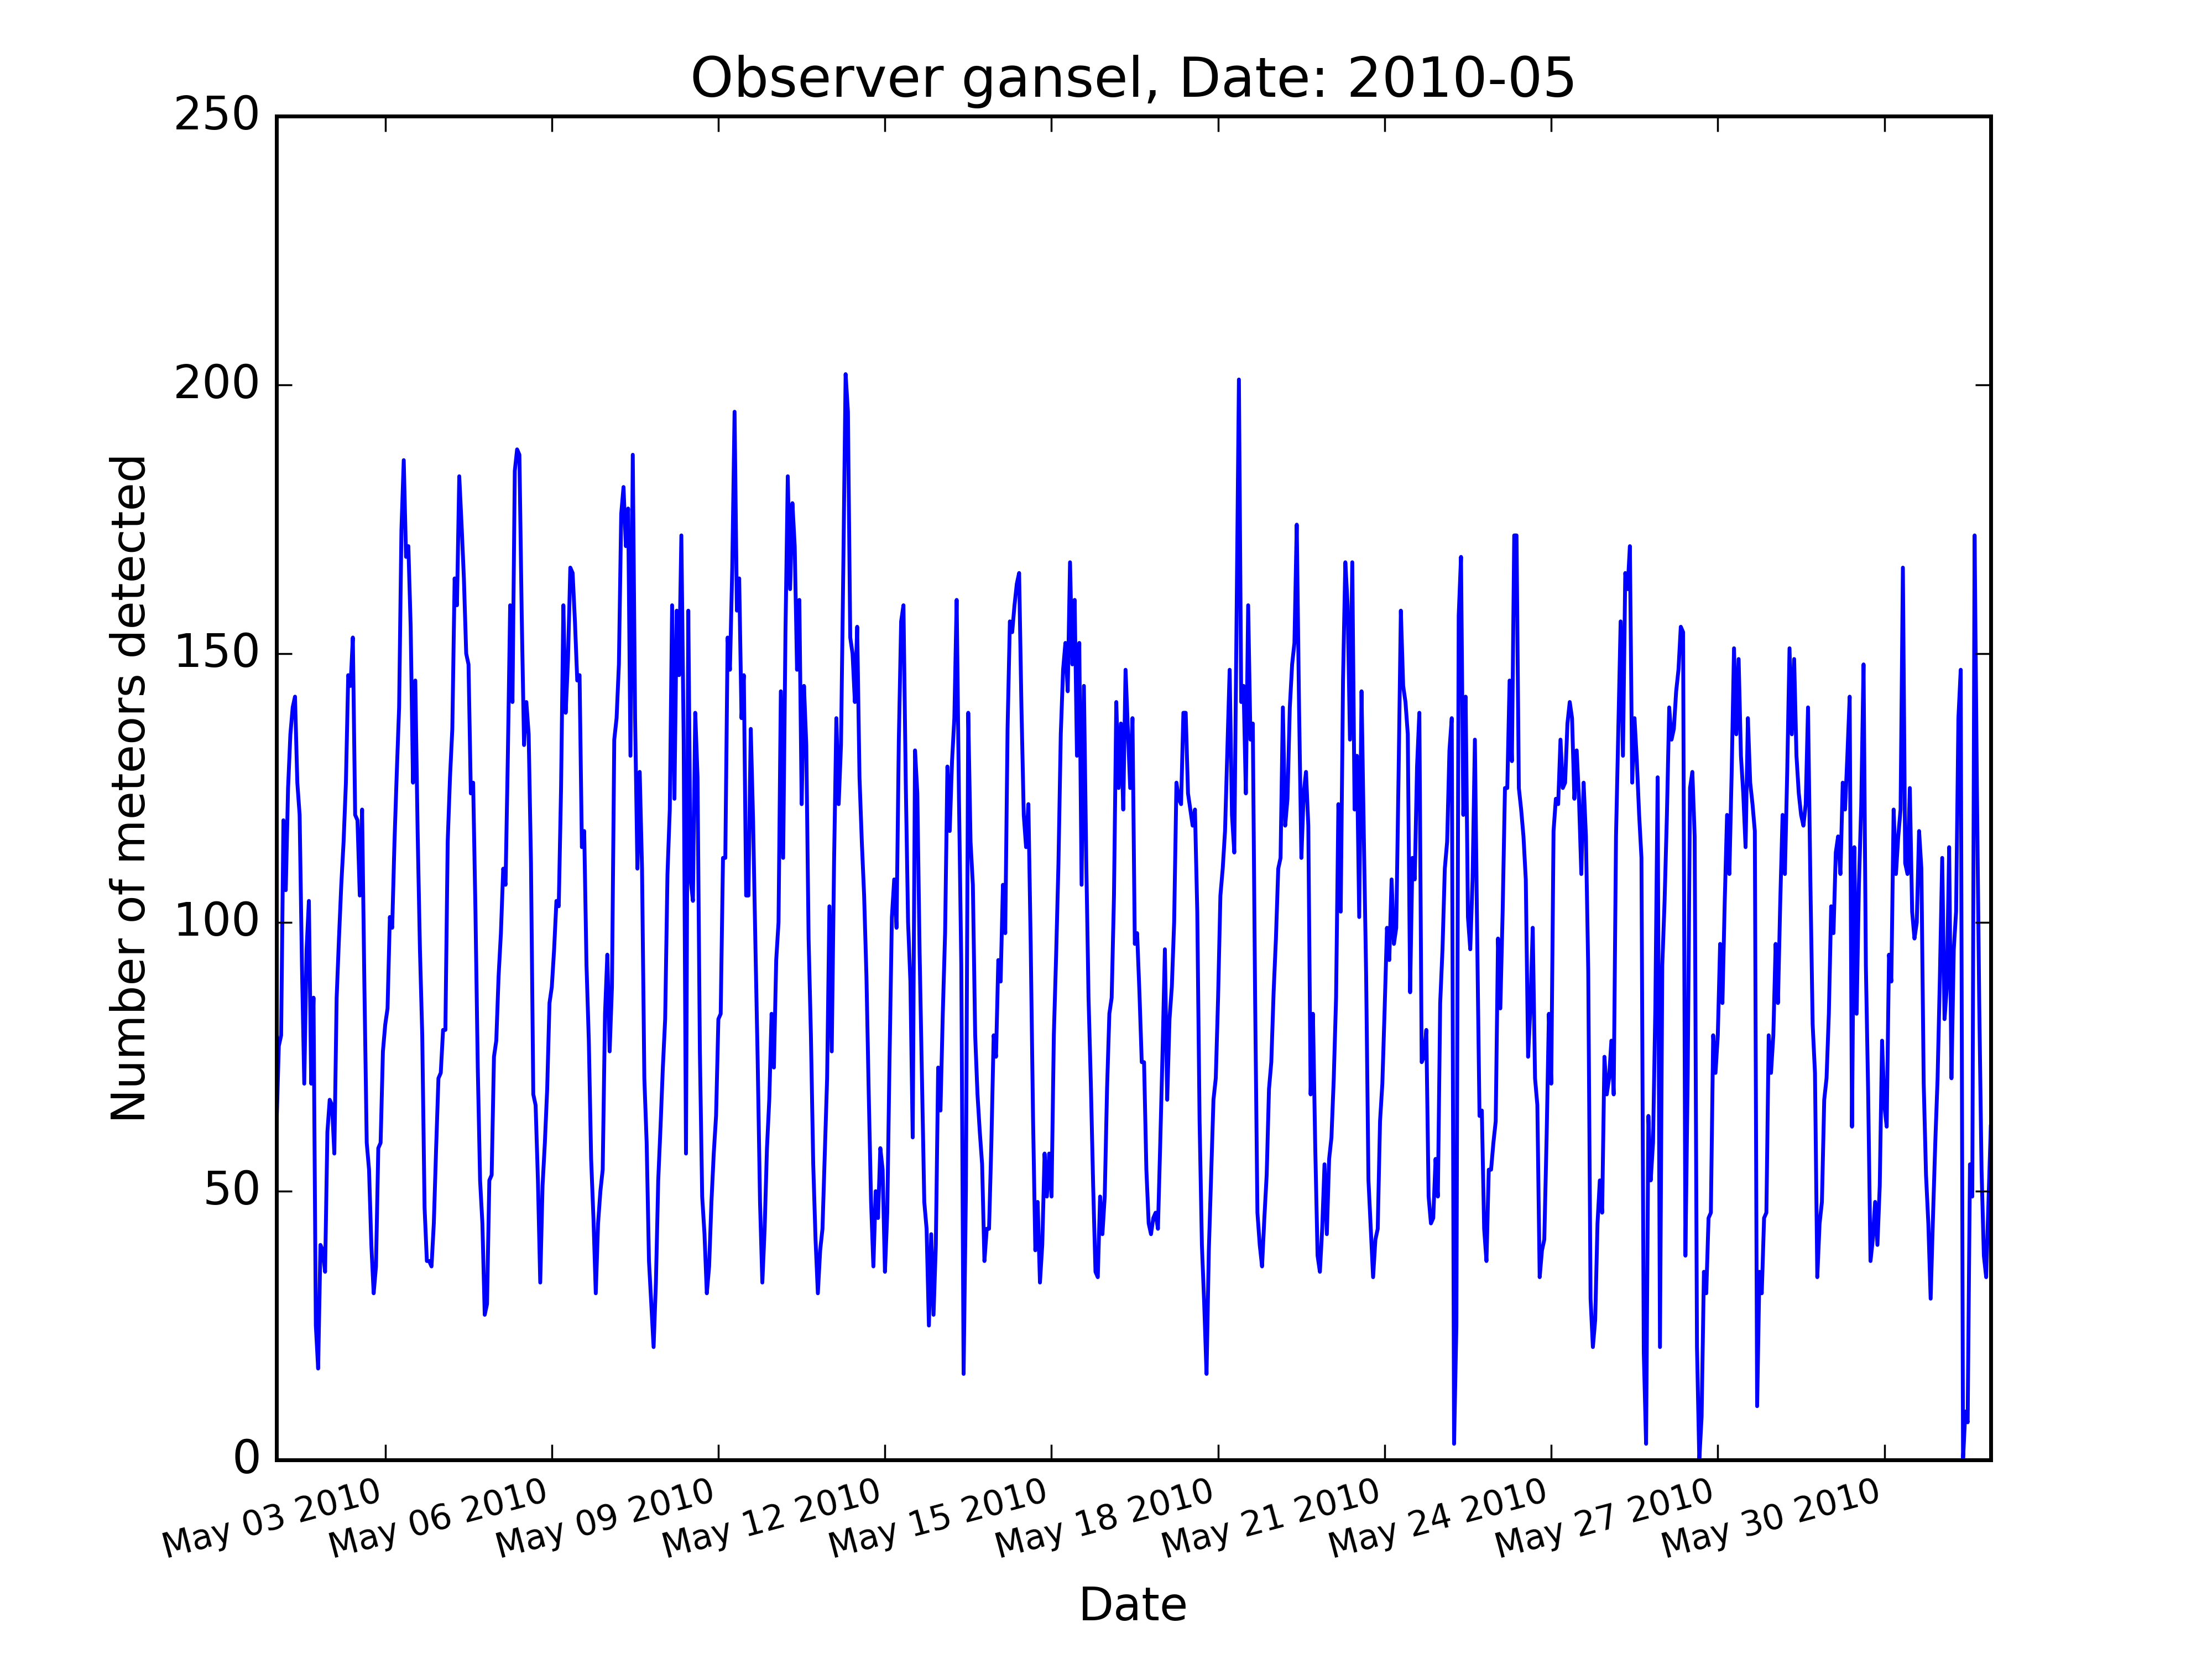 Observer gansel, Date: 2010-05
250
200
150
100
50
0
Number of meteors detected
May 03 2010
May 06 2010
May 09 2010
May 12 2010
May 15 2010
May 18 2010
May 21 2010
May 24 2010
May 27 2010
May 30 2010
Date